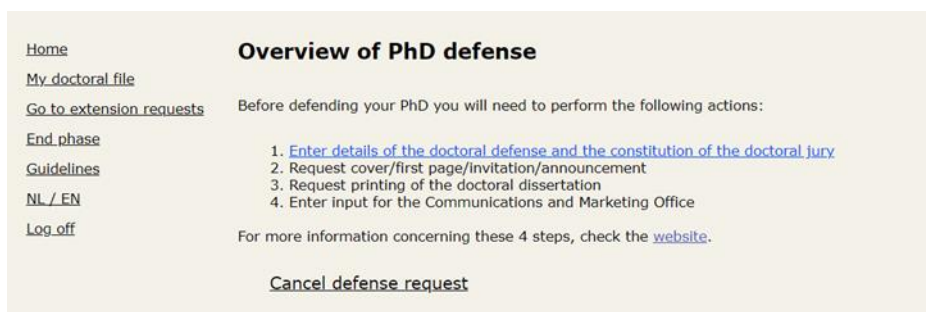 Home
My doctoral file
Go to extension requests
End phase
Guidelines
NL / EN
Log off
Overview of PhD defense
Before defending your PhD you will need to perform the following actions:
1. Enter details of the doctoral defense and the constitution of the doctoral jury
2. Request cover/first page/invitation/announcement
3. Request printing of the doctoral dissertation
4. Enter input for the Communications and Marketing Office
For more information concerning these 4 steps, check the website.
Cancel defense request